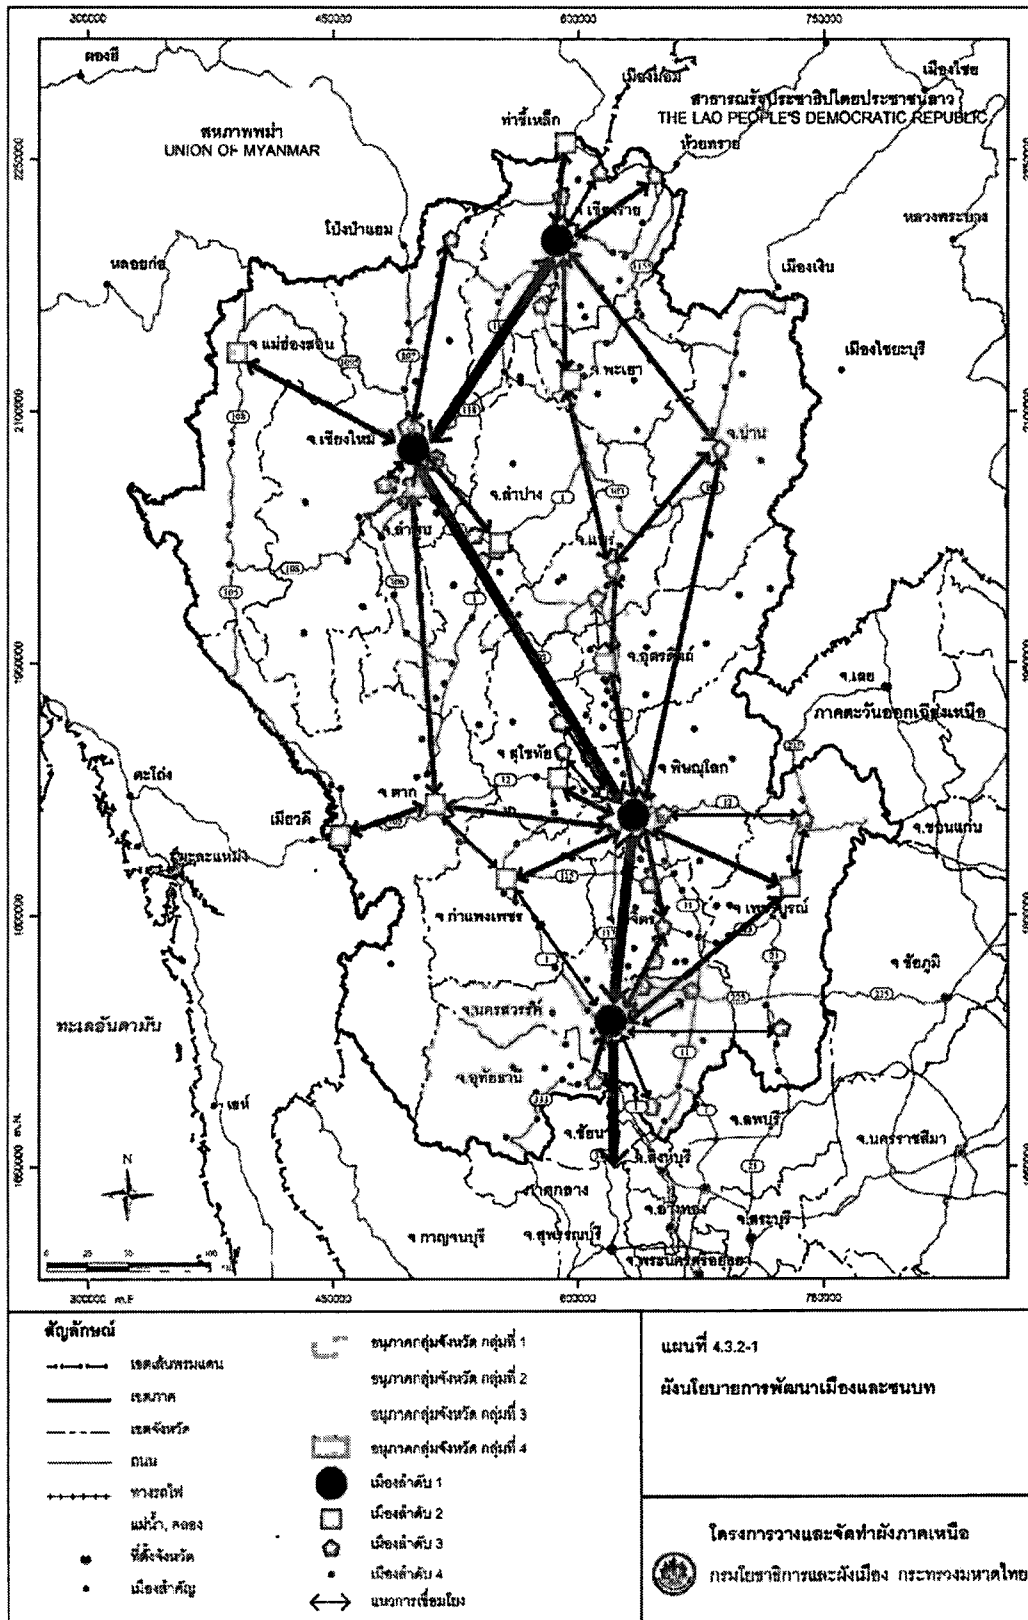 300000 450000 600000 750000
ตองยี
เมืองไชย
สาธารณรัฐประชาธิปไตยประชาชนลาว
THE LAO PEOPLE'S DEMOCRATIC REPUBLIC
ท่าขี้เหล็ก
สหภาพพม่า
UNION OF MYANMAR
ห้วยทราย
2250000
จ.เชียงราย
หลวงพระบาง
โป่งป่าแขม
หลอยก่อ
เมืองเงิน
จ.แม่ฮ่องสอน
จ.พะเยา
เมืองไชยะบุรี
2100000
จ.เชียงใหม่
จ.น่าน
จ.ลำปาง
จ.แพร่
จ.ลำพูน
108
105
1950000
จ.อุตรดิตถ์
จ.เลย
ภาคตะวันออกเฉียงเหนือ
จ.สุโขทัย
จ.พิษณุโลก
จ.ตาก
12
เมียวดี
จ.ขอนแก่น
มะละแหม่ง
115
จ.กำแพงเพชร
จ.เพชรบูรณ์
1800000
จ.ชัยภูมิ
225
จ.นครสวรรค์
ทะเลอันดามัน
จ.อุทัยธานี
333
เยห์
จ.ลพบุรี
จ.นครราชสีมา
จ.สิงห์บุรี
1650000 m.N.
N
ภาคกลาง
จ.อ่างทอง
จ.สระบุรี
จ.กาญจนบุรี
จ.สุพรรณบุรี
จ.พระนครศรีอยุธยา
0 25 50 100
300000 m.E 450000 600000 750000
สัญลักษณ์
เขตเส้นพรมแดน
เขตภาค
เขตจังหวัด
ถนน
ทางรถไฟ
แม่น้ำ, คลอง
ที่ตั้งจังหวัด
เมืองสำคัญ
อนุภาคกลุ่มจังหวัด กลุ่มที่ 1
อนุภาคกลุ่มจังหวัด กลุ่มที่ 2
อนุภาคกลุ่มจังหวัด กลุ่มที่ 3
อนุภาคกลุ่มจังหวัด กลุ่มที่ 4
เมืองลำดับ 1
เมืองลำดับ 2
เมืองลำดับ 3
เมืองลำดับ 4
แนวการเชื่อมโยง
แผนที่ 4.3.2-1
ผังนโยบายการพัฒนาเมืองและชนบท
โครงการวางและจัดทำผังภาคเหนือ
กรมโยธาธิการและผังเมือง กระทรวงมหาดไทย